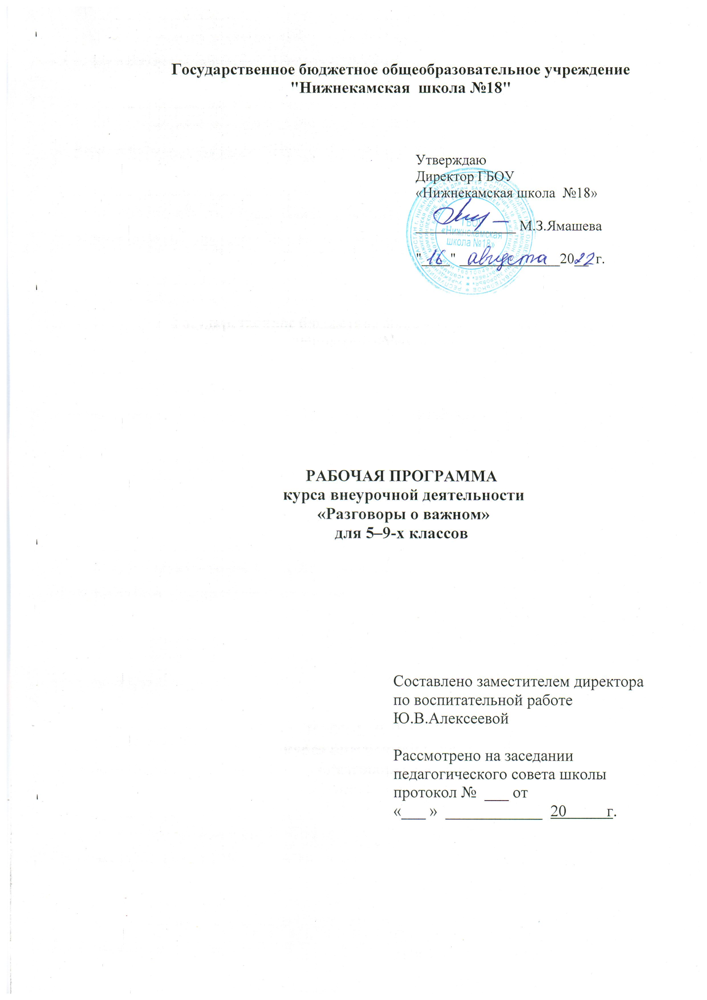 Государственное бюджетное общеобразовательное учреждение
"Нижнекамская школа №18"
Утверждаю
Директор ГБОУ
«Нижнекамская школа №18»
М.З.Ямашева
ГБОУ
«Нижнекамская
школа №18»
"16" августа 2022 г.
РАБОЧАЯ ПРОГРАММА
курса внеурочной деятельности
«Разговоры о важном»
для 5–9-х классов
Составлено заместителем директора
по воспитательной работе
Ю.В.Алексеевой
Рассмотрено на заседании
педагогического совета школы
протокол № ___ от
«___ » ____________ 20_____г.